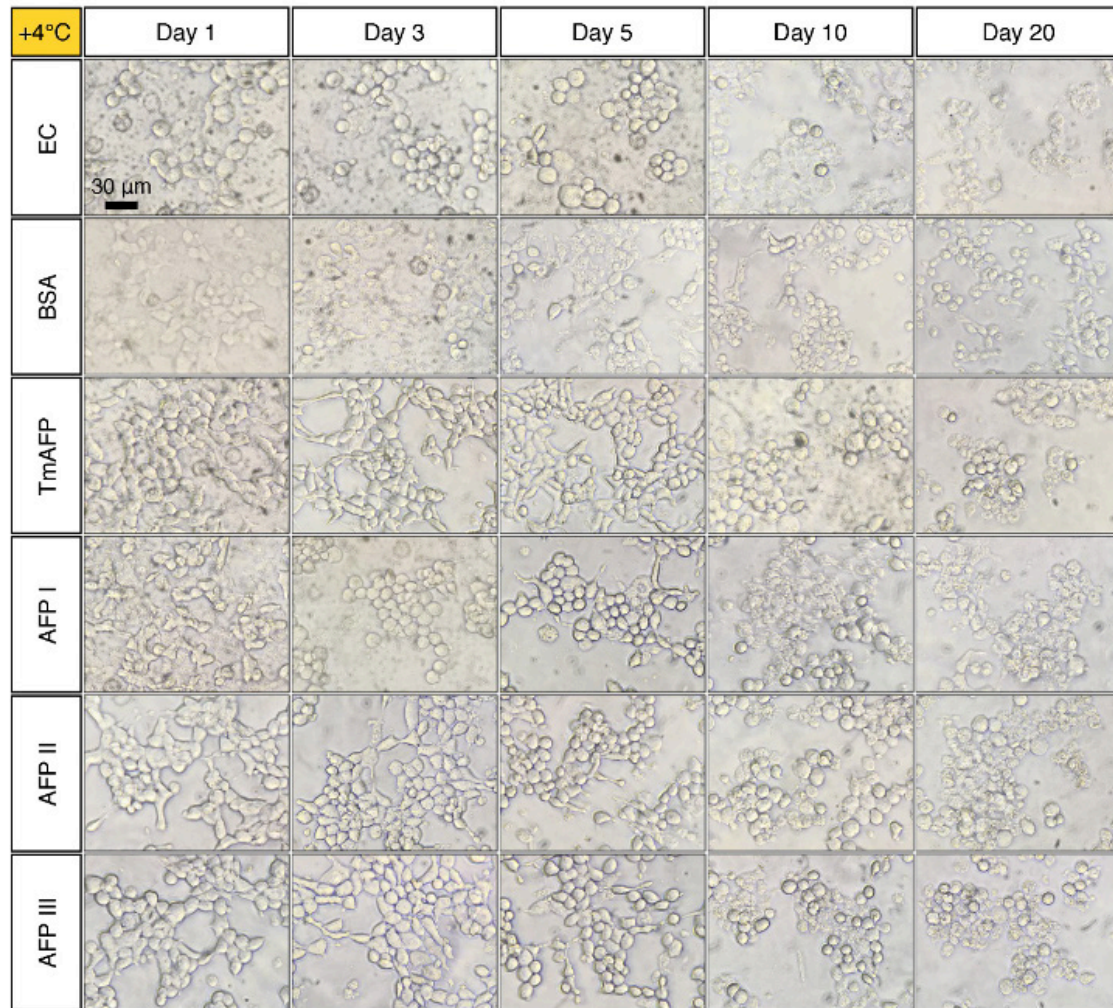 +4°C Day 1 Day 3 Day 5 Day 10 Day 20
EC
30 µm
BSA
TmAFP
AFP I
AFP II
AFP III